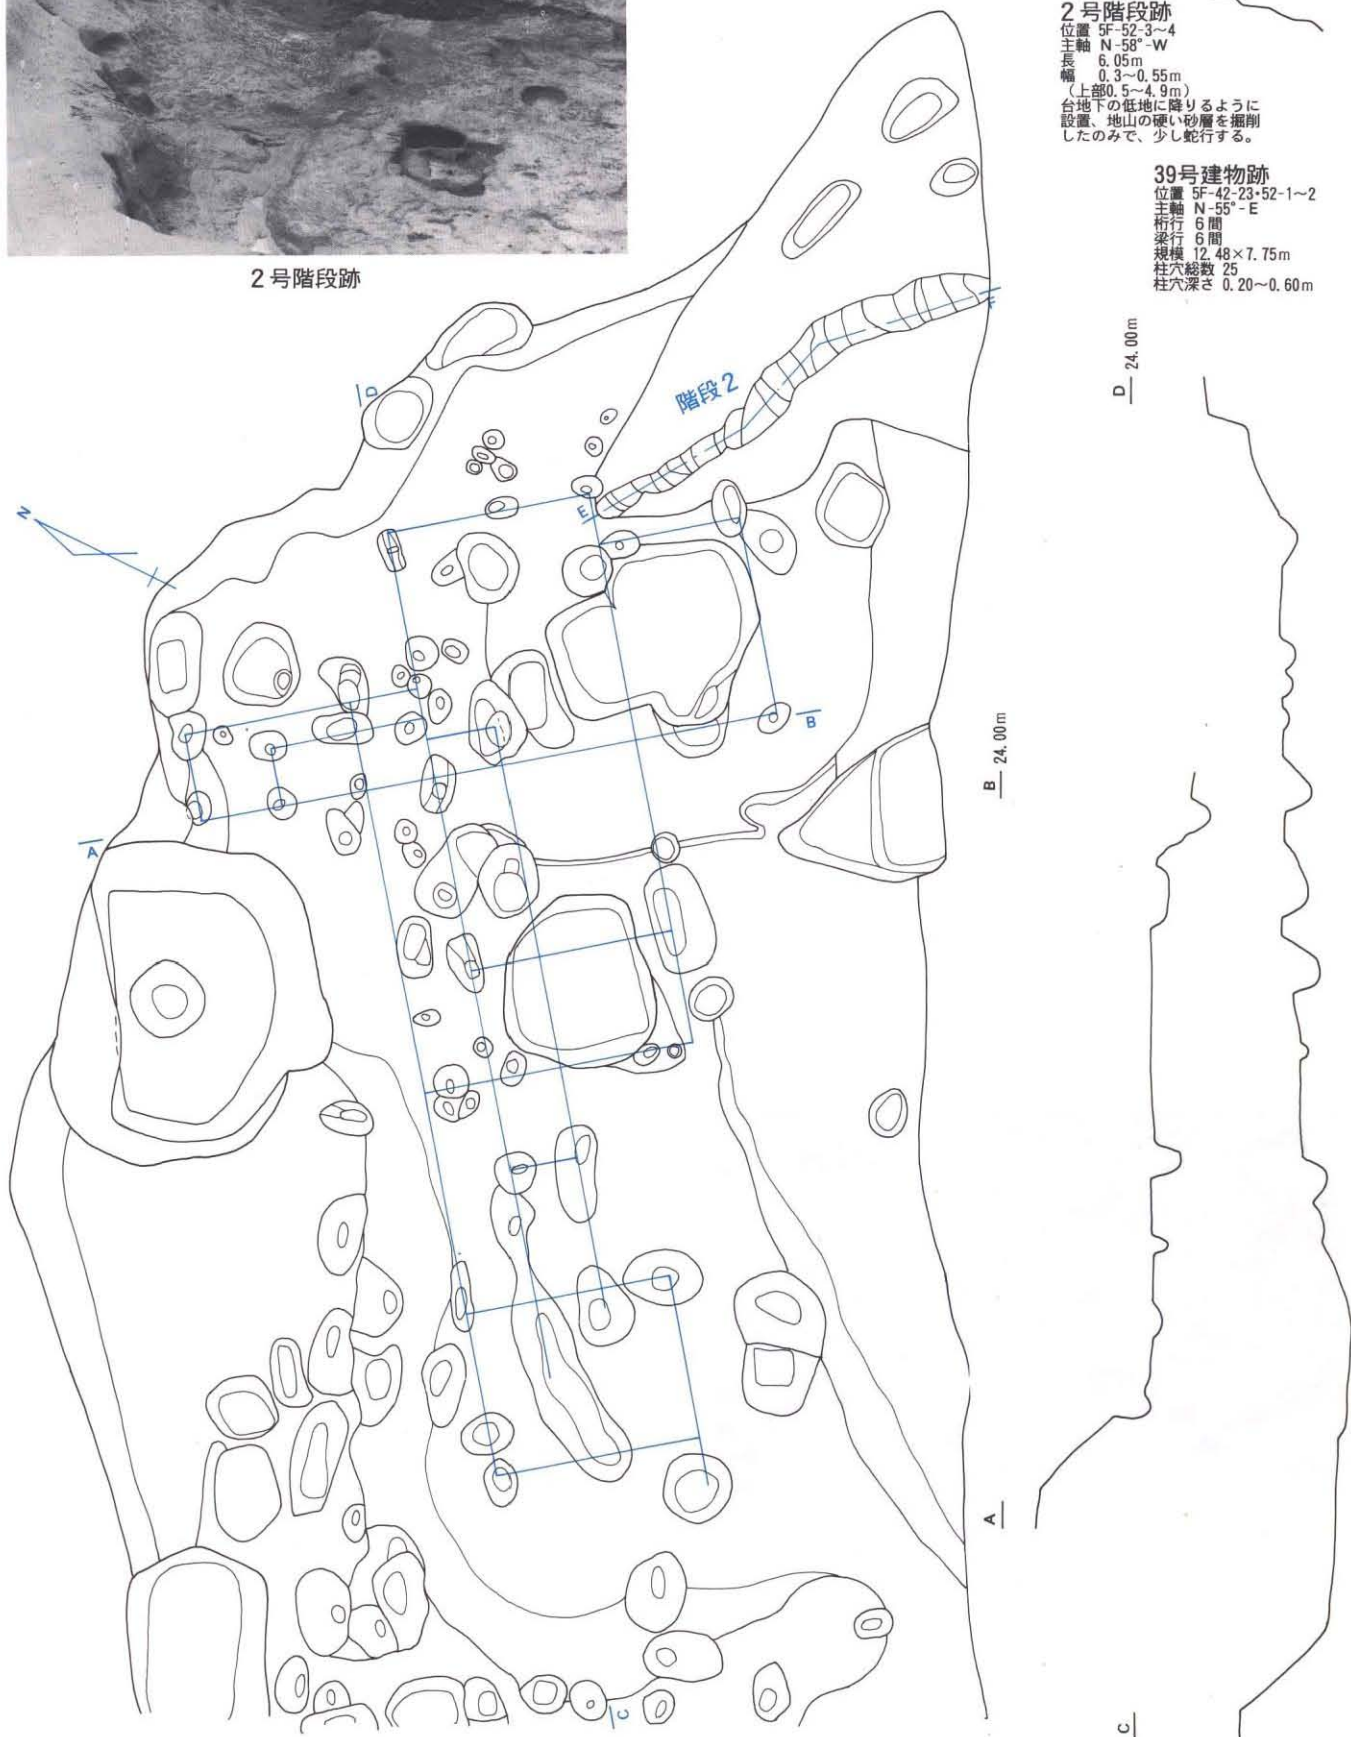 2号階段跡
位置 5F-52-3~4
主軸 N-58°-W
長 6.05m
幅 0.3~0.55m
(上部0.5~4.9m)
台地下の低地に降りるように
設置、地山の硬い砂層を掘削
したのみで、少し蛇行する。
39号建物跡
位置 5F-42-23・52-1~2
主軸 N-55°-E
桁行 6間
梁行 6間
規模 12.48×7.75m
柱穴総数 25
柱穴深さ 0.20~0.60m
2号階段跡
F
D 24.00m
階段2
D
E
N
B
B 24.00m
A
A
C
C